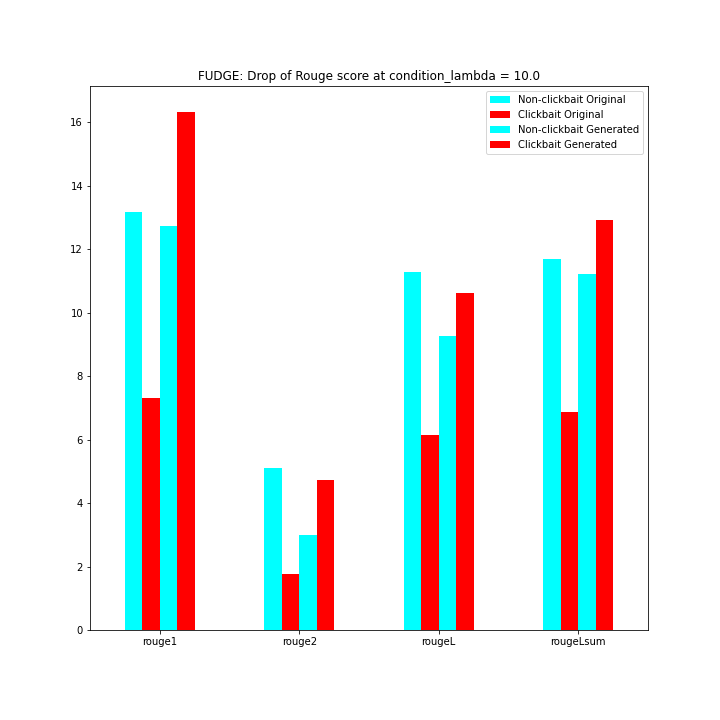 FUDGE: Drop of Rouge score at condition_lambda = 10.0
Non-clickbait Original
Clickbait Original
Non-clickbait Generated
Clickbait Generated
16
14
12
10
8
6
4
2
0
rouge1 rouge2 rougeL rougeLsum